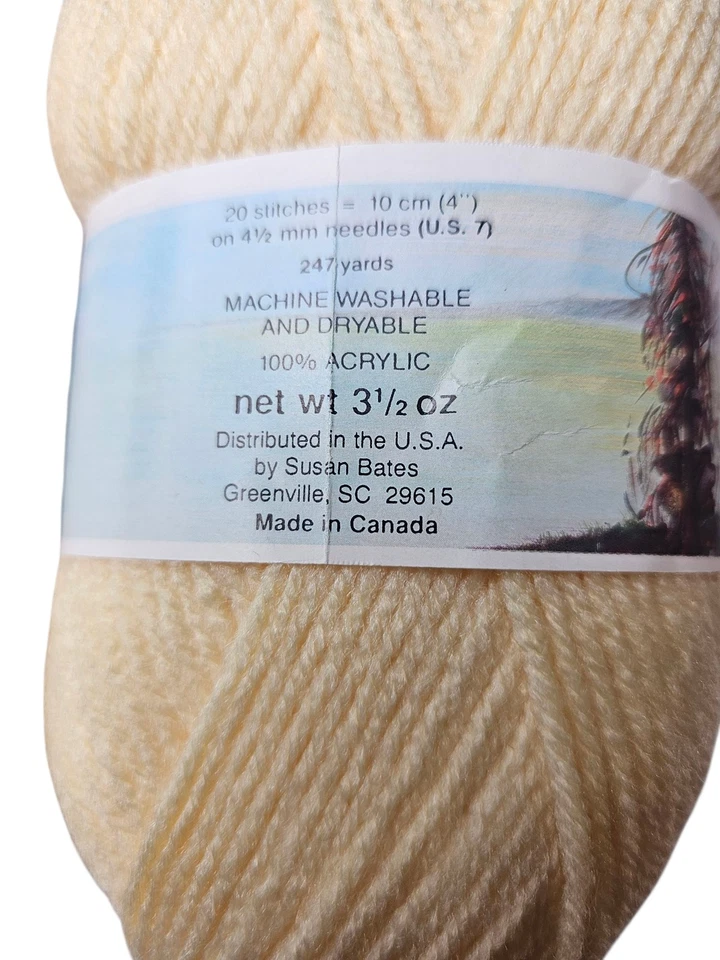 20 stitches = 10 cm (4")
on 4½ mm needles (U.S. 7)
247 yards
MACHINE WASHABLE
AND DRYABLE
100% ACRYLIC
net wt 3½ oz
Distributed in the U.S.A.
by Susan Bates
Greenville, SC 29615
Made in Canada